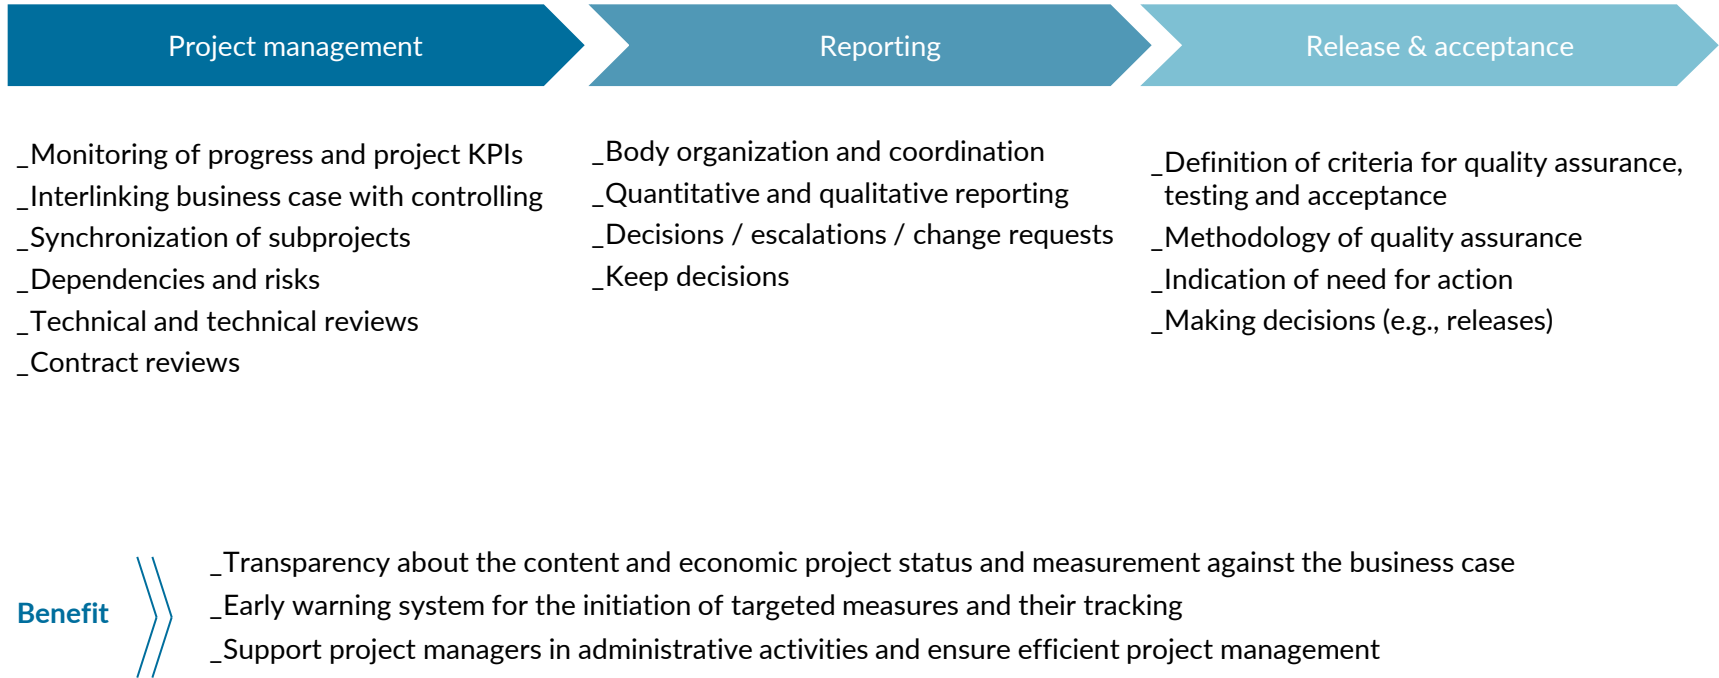 Project management
Reporting
Release & acceptance
_Monitoring of progress and project KPIs
_Interlinking business case with controlling
_Synchronization of subprojects
_Dependencies and risks
_Technical and technical reviews
_Contract reviews
_Body organization and coordination
_Quantitative and qualitative reporting
_Decisions / escalations / change requests
_Keep decisions
_Definition of criteria for quality assurance,
testing and acceptance
_Methodology of quality assurance
_Indication of need for action
_Making decisions (e.g., releases)
Benefit
_Transparency about the content and economic project status and measurement against the business case
_Early warning system for the initiation of targeted measures and their tracking
_Support project managers in administrative activities and ensure efficient project management